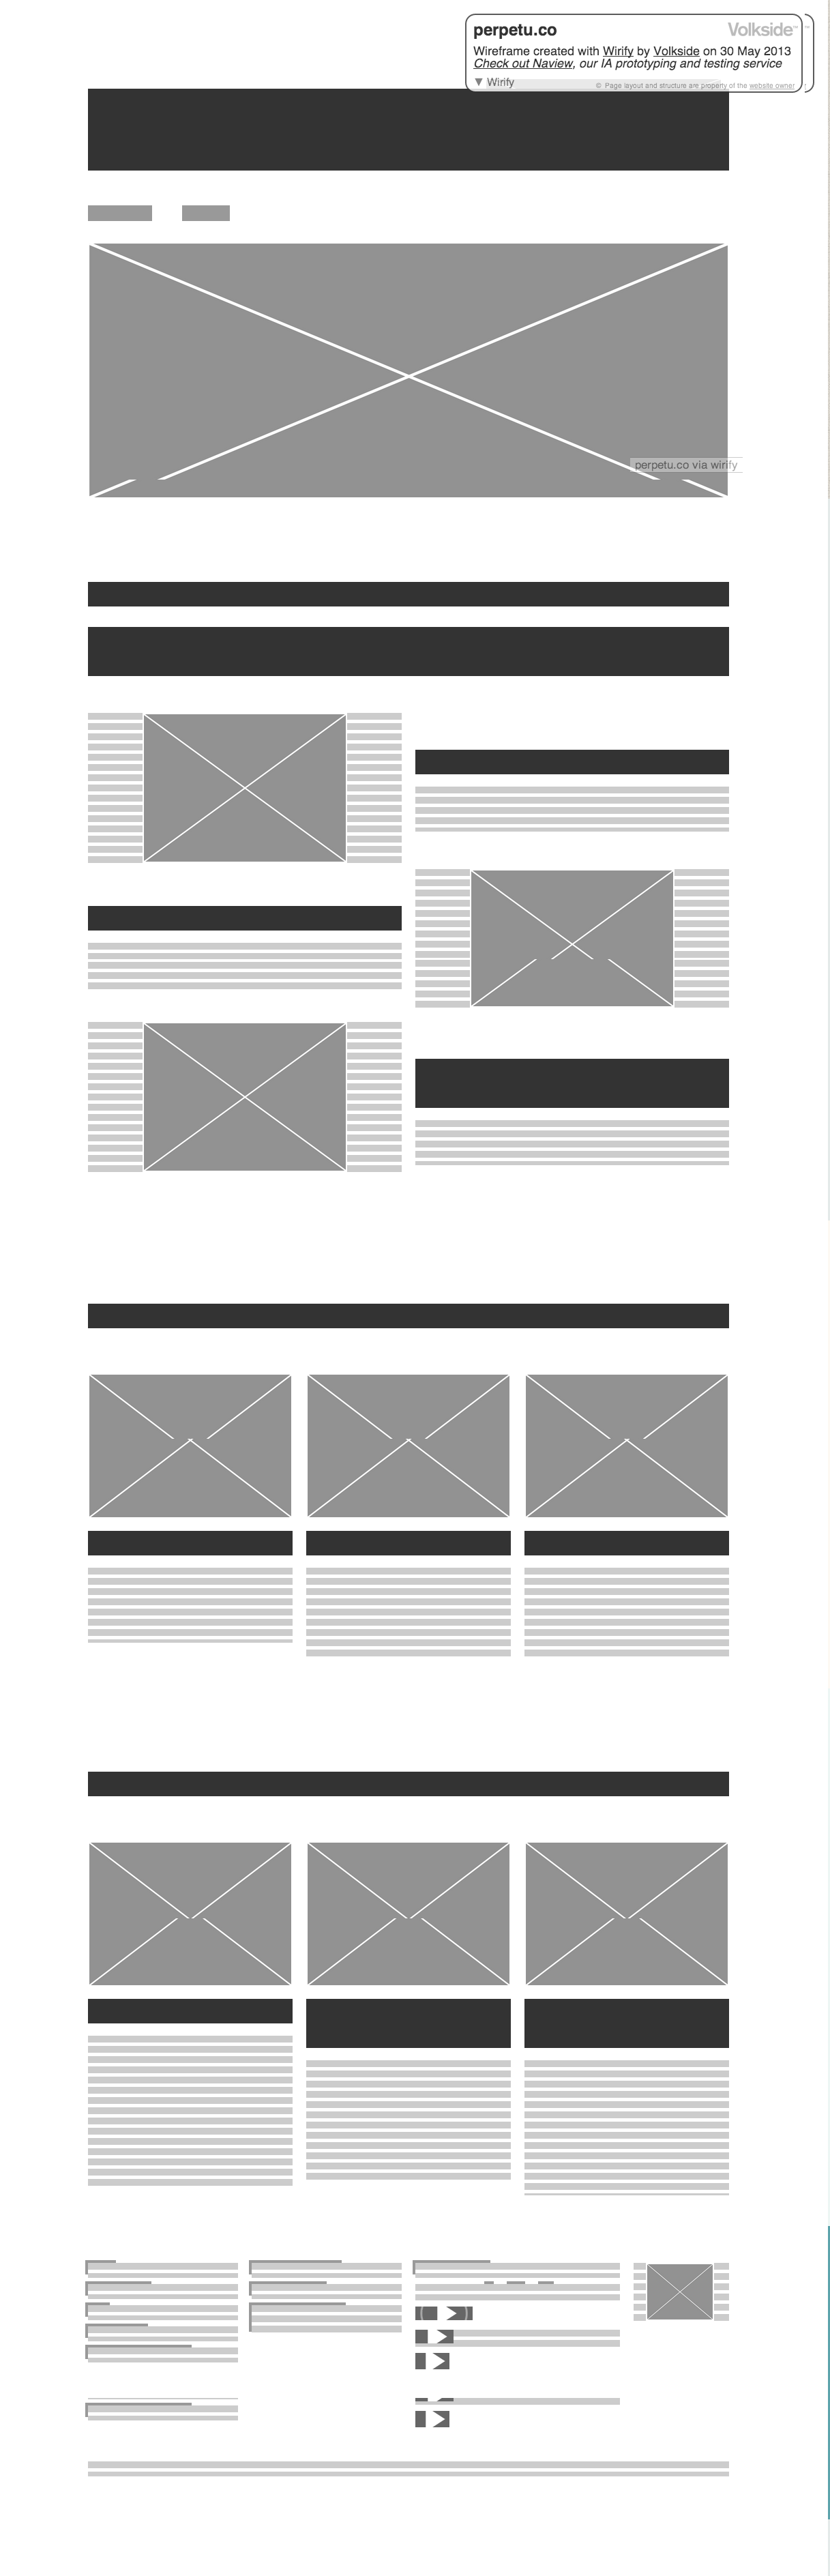 perpetu.co
Volkside™
Wireframe created with Wirify by Volkside on 30 May 2013
Check out Naview, our IA prototyping and testing service
▼ Wirify
© Page layout and structure are property of the website owner
perpetu.co via wirify